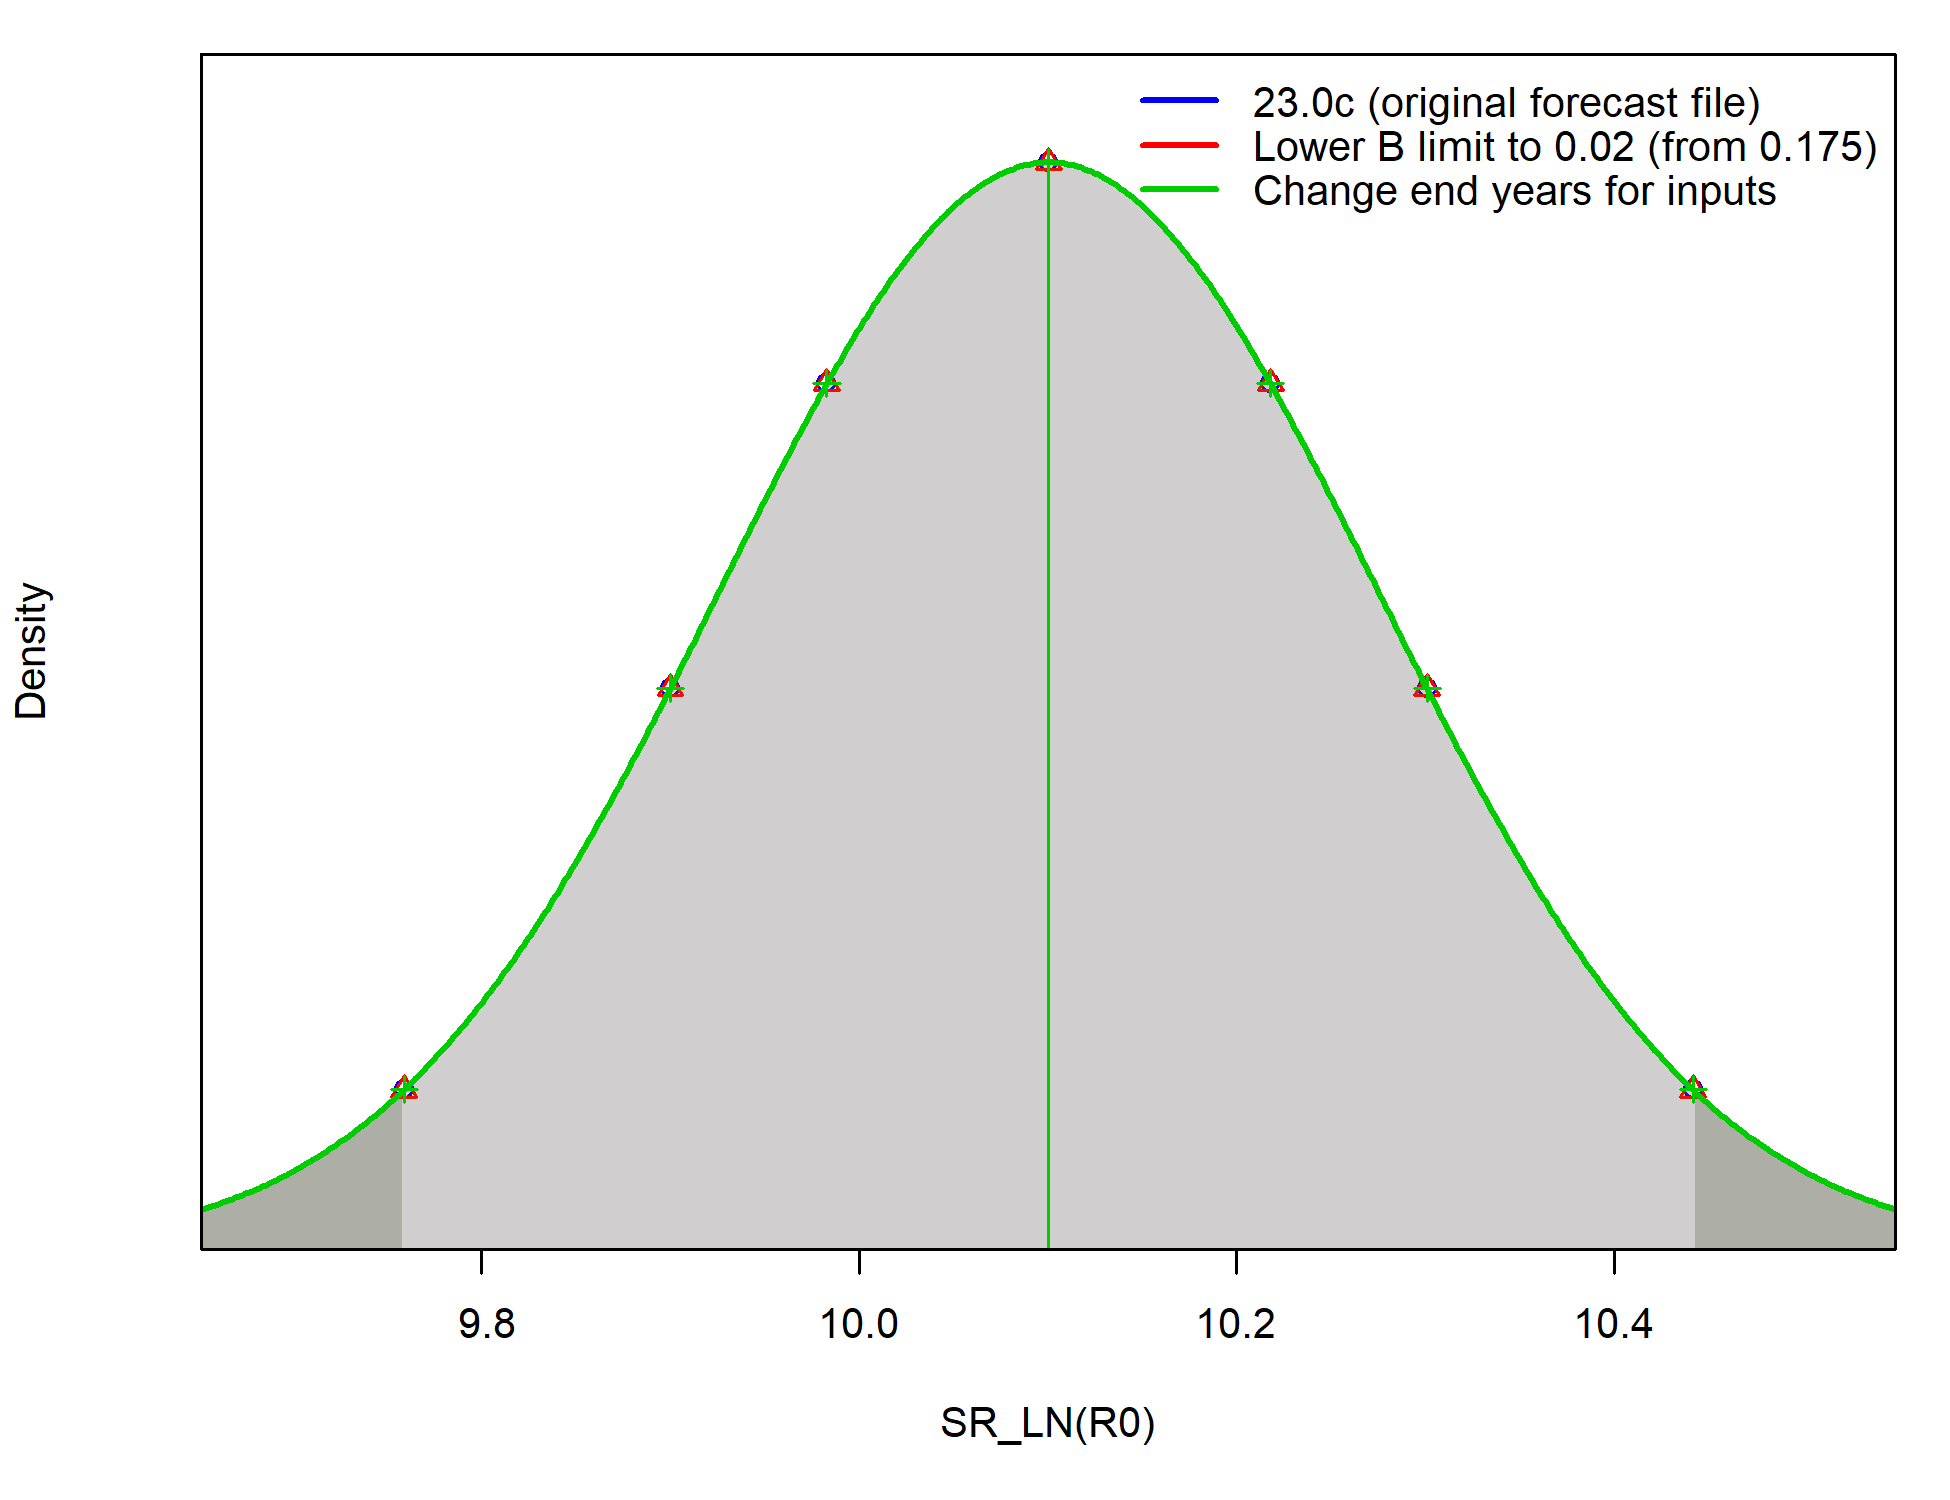 23.0c (original forecast file)
Lower B limit to 0.02 (from 0.175)
Change end years for inputs
Density
9.8 10.0 10.2 10.4
SR_LN(R0)